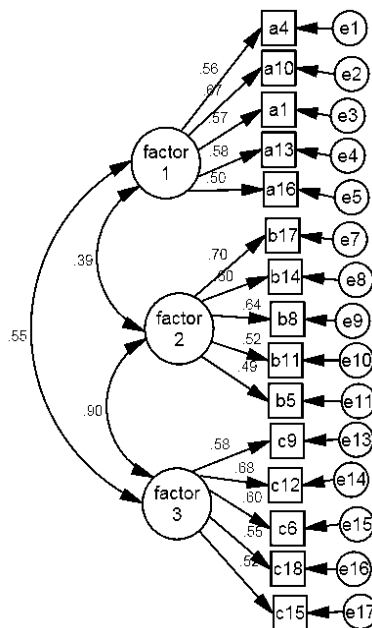 a4 e1
.56
a10 e2
.67
a1 e3
.57
factor
1
.58
a13 e4
.50
a16 e5
b17 e7
.70
b14 e8
.39
.50
b8 e9
.64
factor
2
.55
.52
b11 e10
.49
b5 e11
.90
c9 e13
.58
c12 e14
.68
factor
3
.60
c6 e15
.55
c18 e16
.52
c15 e17